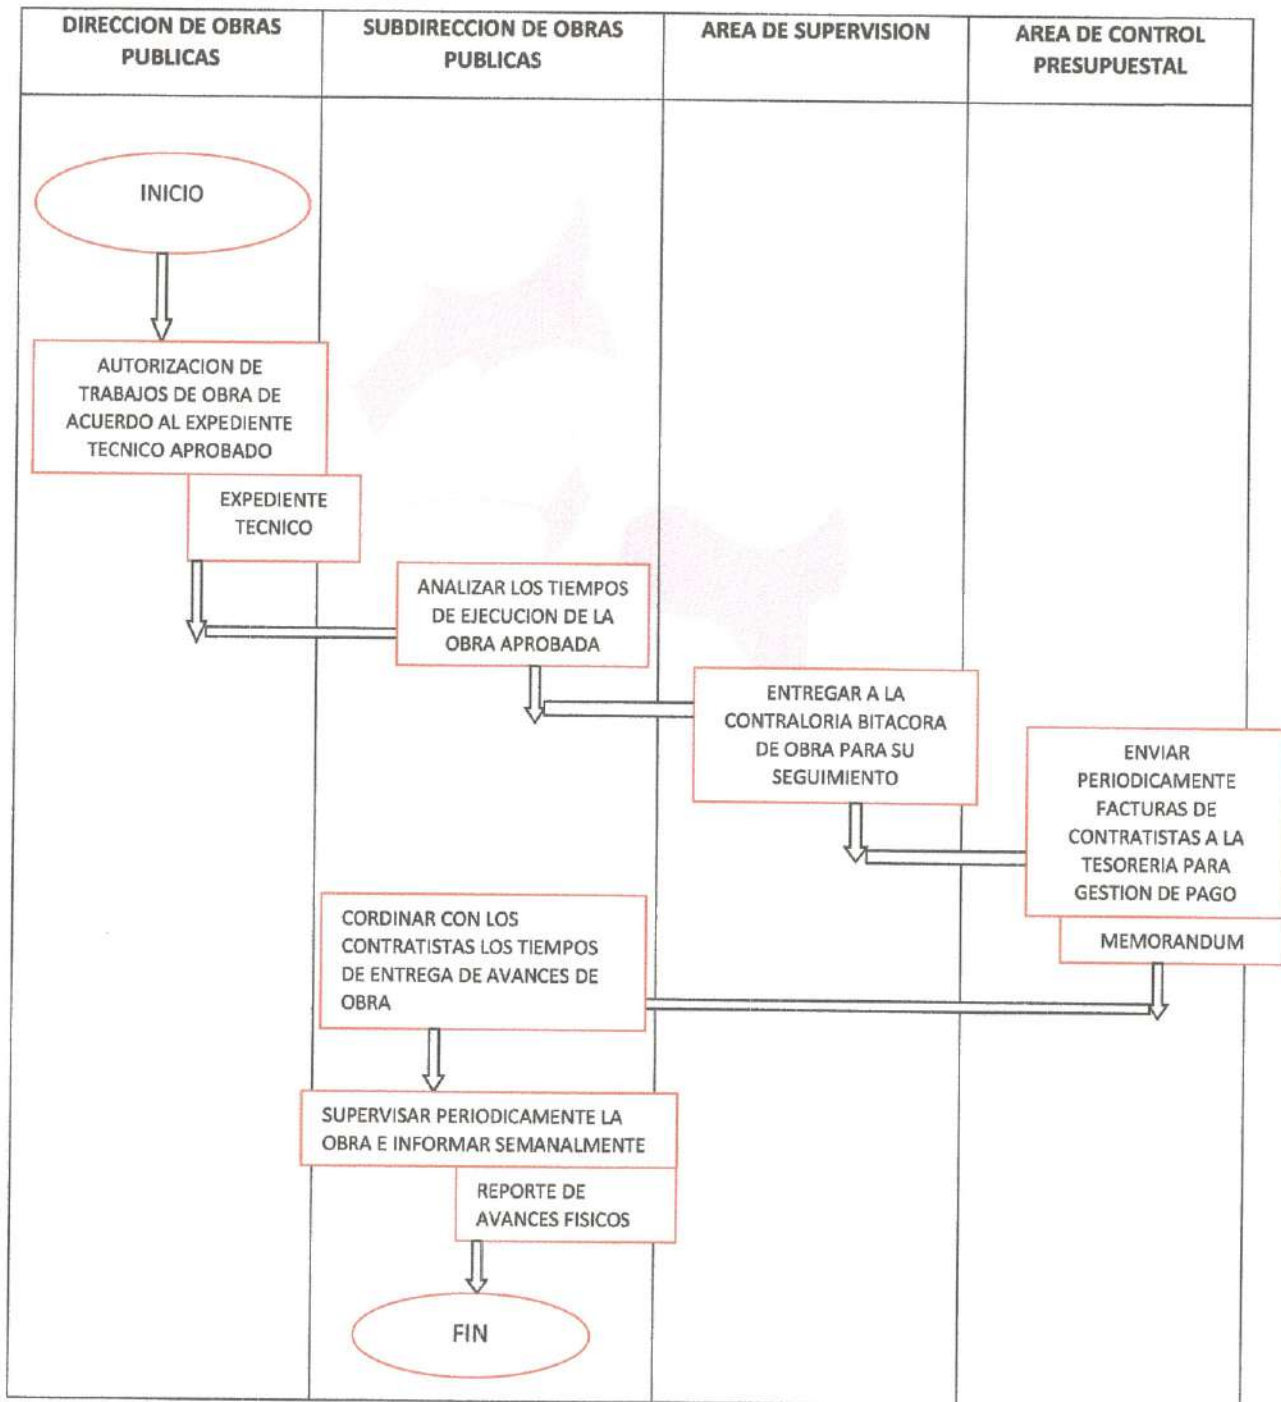 DIRECCION DE OBRAS
PUBLICAS
SUBDIRECCION DE OBRAS
PUBLICAS
AREA DE SUPERVISION
AREA DE CONTROL
PRESUPUESTAL
INICIO
AUTORIZACION DE
TRABAJOS DE OBRA DE
ACUERDO AL EXPEDIENTE
TECNICO APROBADO
EXPEDIENTE
TECNICO
ANALIZAR LOS TIEMPOS
DE EJECUCION DE LA
OBRA APROBADA
ENTREGAR A LA
CONTRALORIA BITACORA
DE OBRA PARA SU
SEGUIMIENTO
ENVIAR
PERIODICAMENTE
FACTURAS DE
CONTRATISTAS A LA
TESORERIA PARA
GESTION DE PAGO
MEMORANDUM
CORDINAR CON LOS
CONTRATISTAS LOS TIEMPOS
DE ENTREGA DE AVANCES DE
OBRA
SUPERVISAR PERIODICAMENTE LA
OBRA E INFORMAR SEMANALMENTE
REPORTE DE
AVANCES FISICOS
FIN